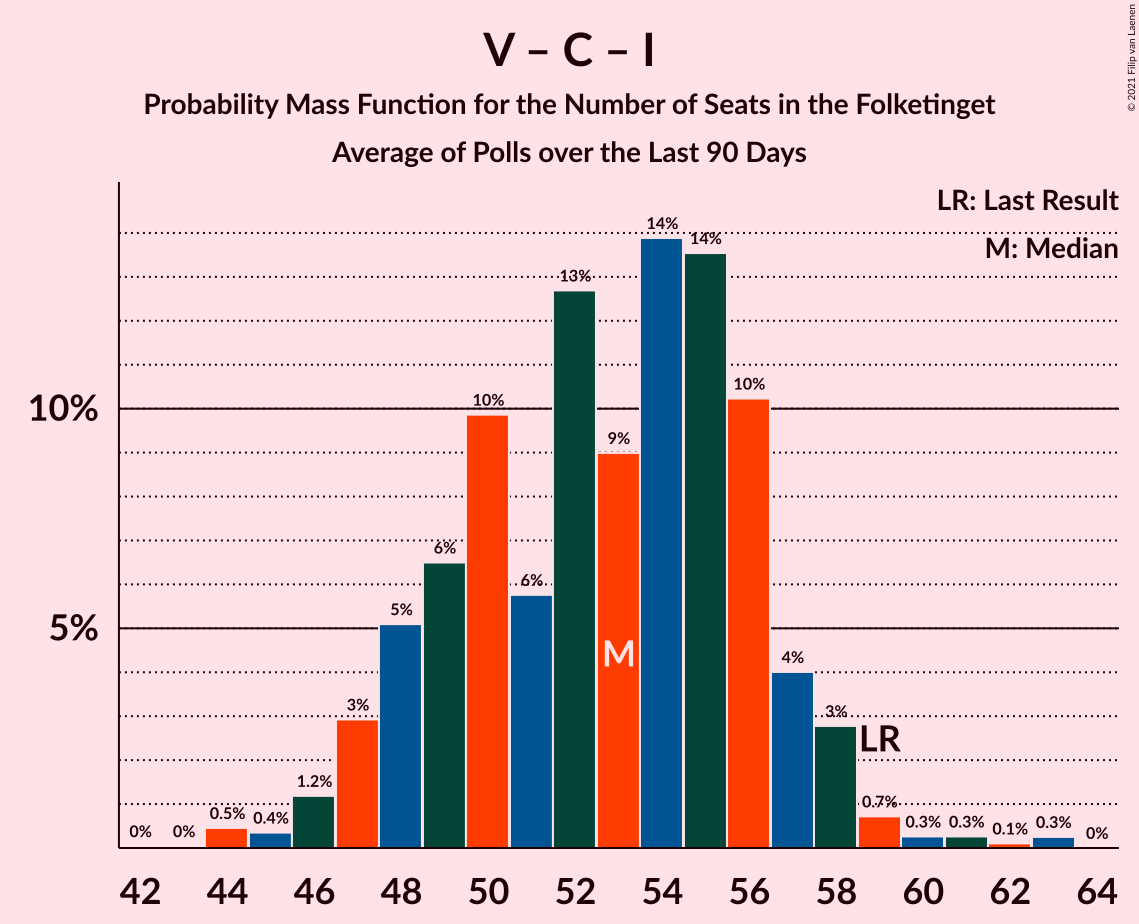 V – C – I
Probability Mass Function for the Number of Seats in the Folketinget
Average of Polls over the Last 90 Days
© 2021 Filip van Laenen
LR: Last Result
M: Median
10%
5%
0%
0%
0.5%
0.4%
1.2%
3%
5%
6%
10%
6%
13%
9%
14%
14%
10%
4%
3%
0.7%
0.3%
0.3%
0.1%
0.3%
0%
M
LR
42 44 46 48 50 52 54 56 58 60 62 64